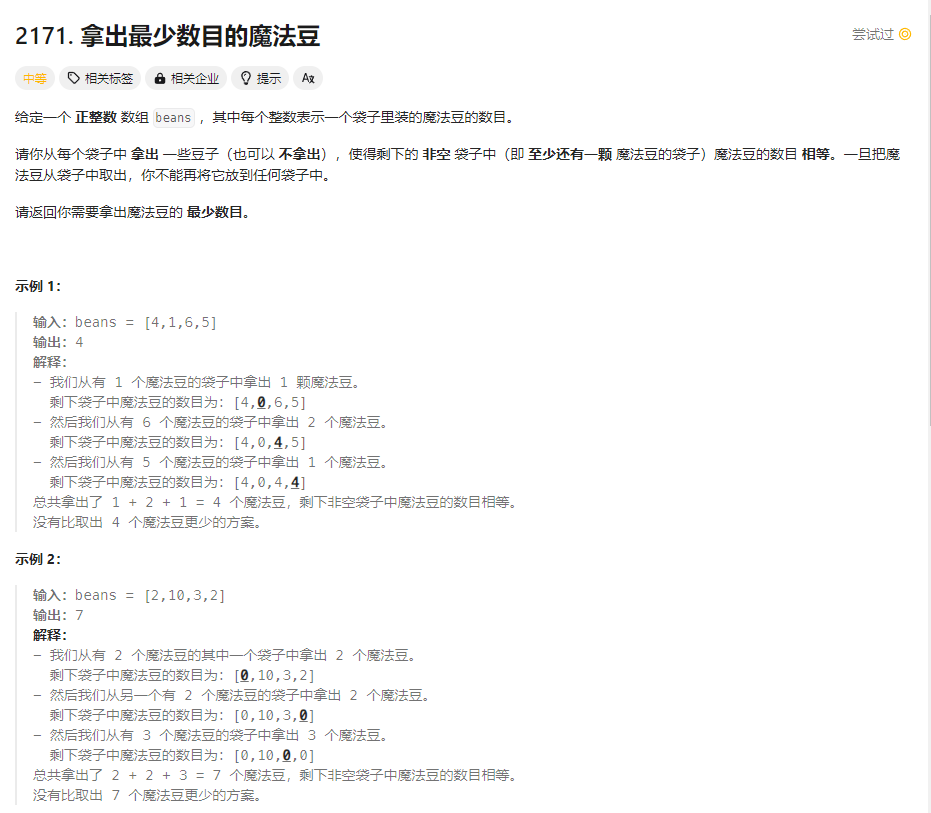 2171. 拿出最少数目的魔法豆
尝试过
中等 相关标签 相关企业 提示 Aあ
给定一个 正整数 数组 beans ，其中每个整数表示一个袋子里装的魔法豆的数目。
请你从每个袋子中 拿出 一些豆子（也可以 不拿出），使得剩下的 非空 袋子中（即 至少还有一颗 魔法豆的袋子）魔法豆的数目 相等。一旦把魔
法豆从袋子中取出，你不能再将它放到任何袋子中。
请返回你需要拿出魔法豆的 最少数目。
示例 1：
输入：beans = [4,1,6,5]
输出：4
解释：
- 我们从有 1 个魔法豆的袋子中拿出 1 颗魔法豆。
剩下袋子中魔法豆的数目为：[4,0,6,5]
- 然后我们从有 6 个魔法豆的袋子中拿出 2 个魔法豆。
剩下袋子中魔法豆的数目为：[4,0,4,5]
- 然后我们从有 5 个魔法豆的袋子中拿出 1 个魔法豆。
剩下袋子中魔法豆的数目为：[4,0,4,4]
总共拿出了 1 + 2 + 1 = 4 个魔法豆，剩下非空袋子中魔法豆的数目相等。
没有比取出 4 个魔法豆更少的方案。
示例 2：
输入：beans = [2,10,3,2]
输出：7
解释：
- 我们从有 2 个魔法豆的其中一个袋子中拿出 2 个魔法豆。
剩下袋子中魔法豆的数目为：[0,10,3,2]
- 然后我们从另一个有 2 个魔法豆的袋子中拿出 2 个魔法豆。
剩下袋子中魔法豆的数目为：[0,10,3,0]
- 然后我们从有 3 个魔法豆的袋子中拿出 3 个魔法豆。
剩下袋子中魔法豆的数目为：[0,10,0,0]
总共拿出了 2 + 2 + 3 = 7 个魔法豆，剩下非空袋子中魔法豆的数目相等。
没有比取出 7 个魔法豆更少的方案。